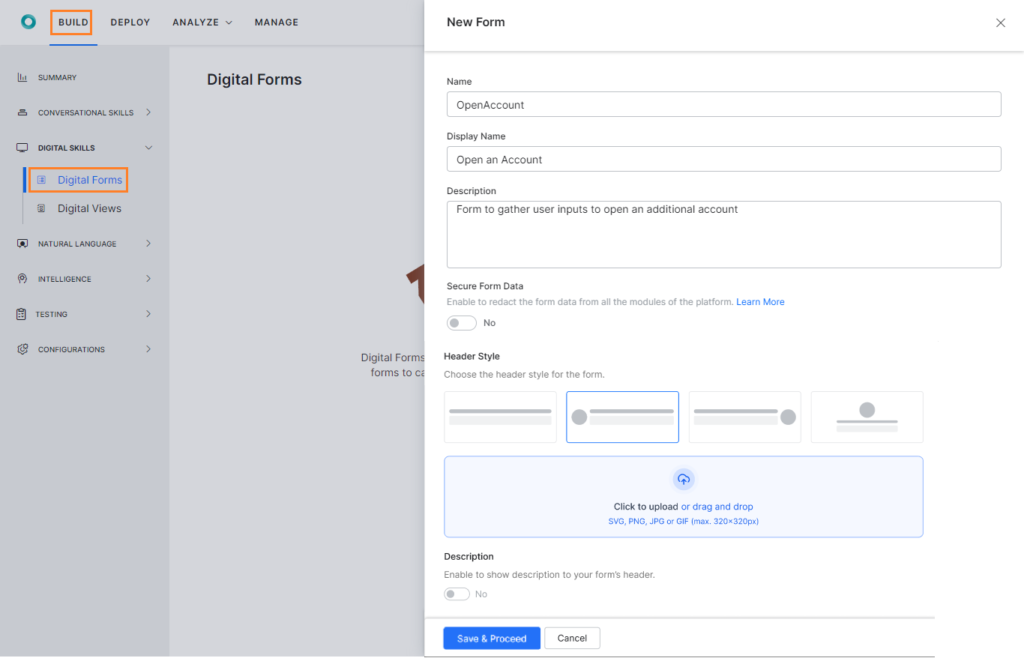 BUILD DEPLOY ANALYZE MANAGE
SUMMARY
CONVERSATIONAL SKILLS
DIGITAL SKILLS
Digital Forms
Digital Views
NATURAL LANGUAGE
INTELLIGENCE
TESTING
CONFIGURATIONS
Digital Forms
Digital Forms
forms to
New Form
Name
OpenAccount
Display Name
Open an Account
Description
Form to gather user inputs to open an additional account
Secure Form Data
Enable to redact the form data from all the modules of the platform. Learn More
No
Header Style
Choose the header style for the form.
Click to upload or drag and drop
SVG, PNG, JPG or GIF (max. 320×320px)
Description
Enable to show description to your form's header.
No
Save & Proceed Cancel